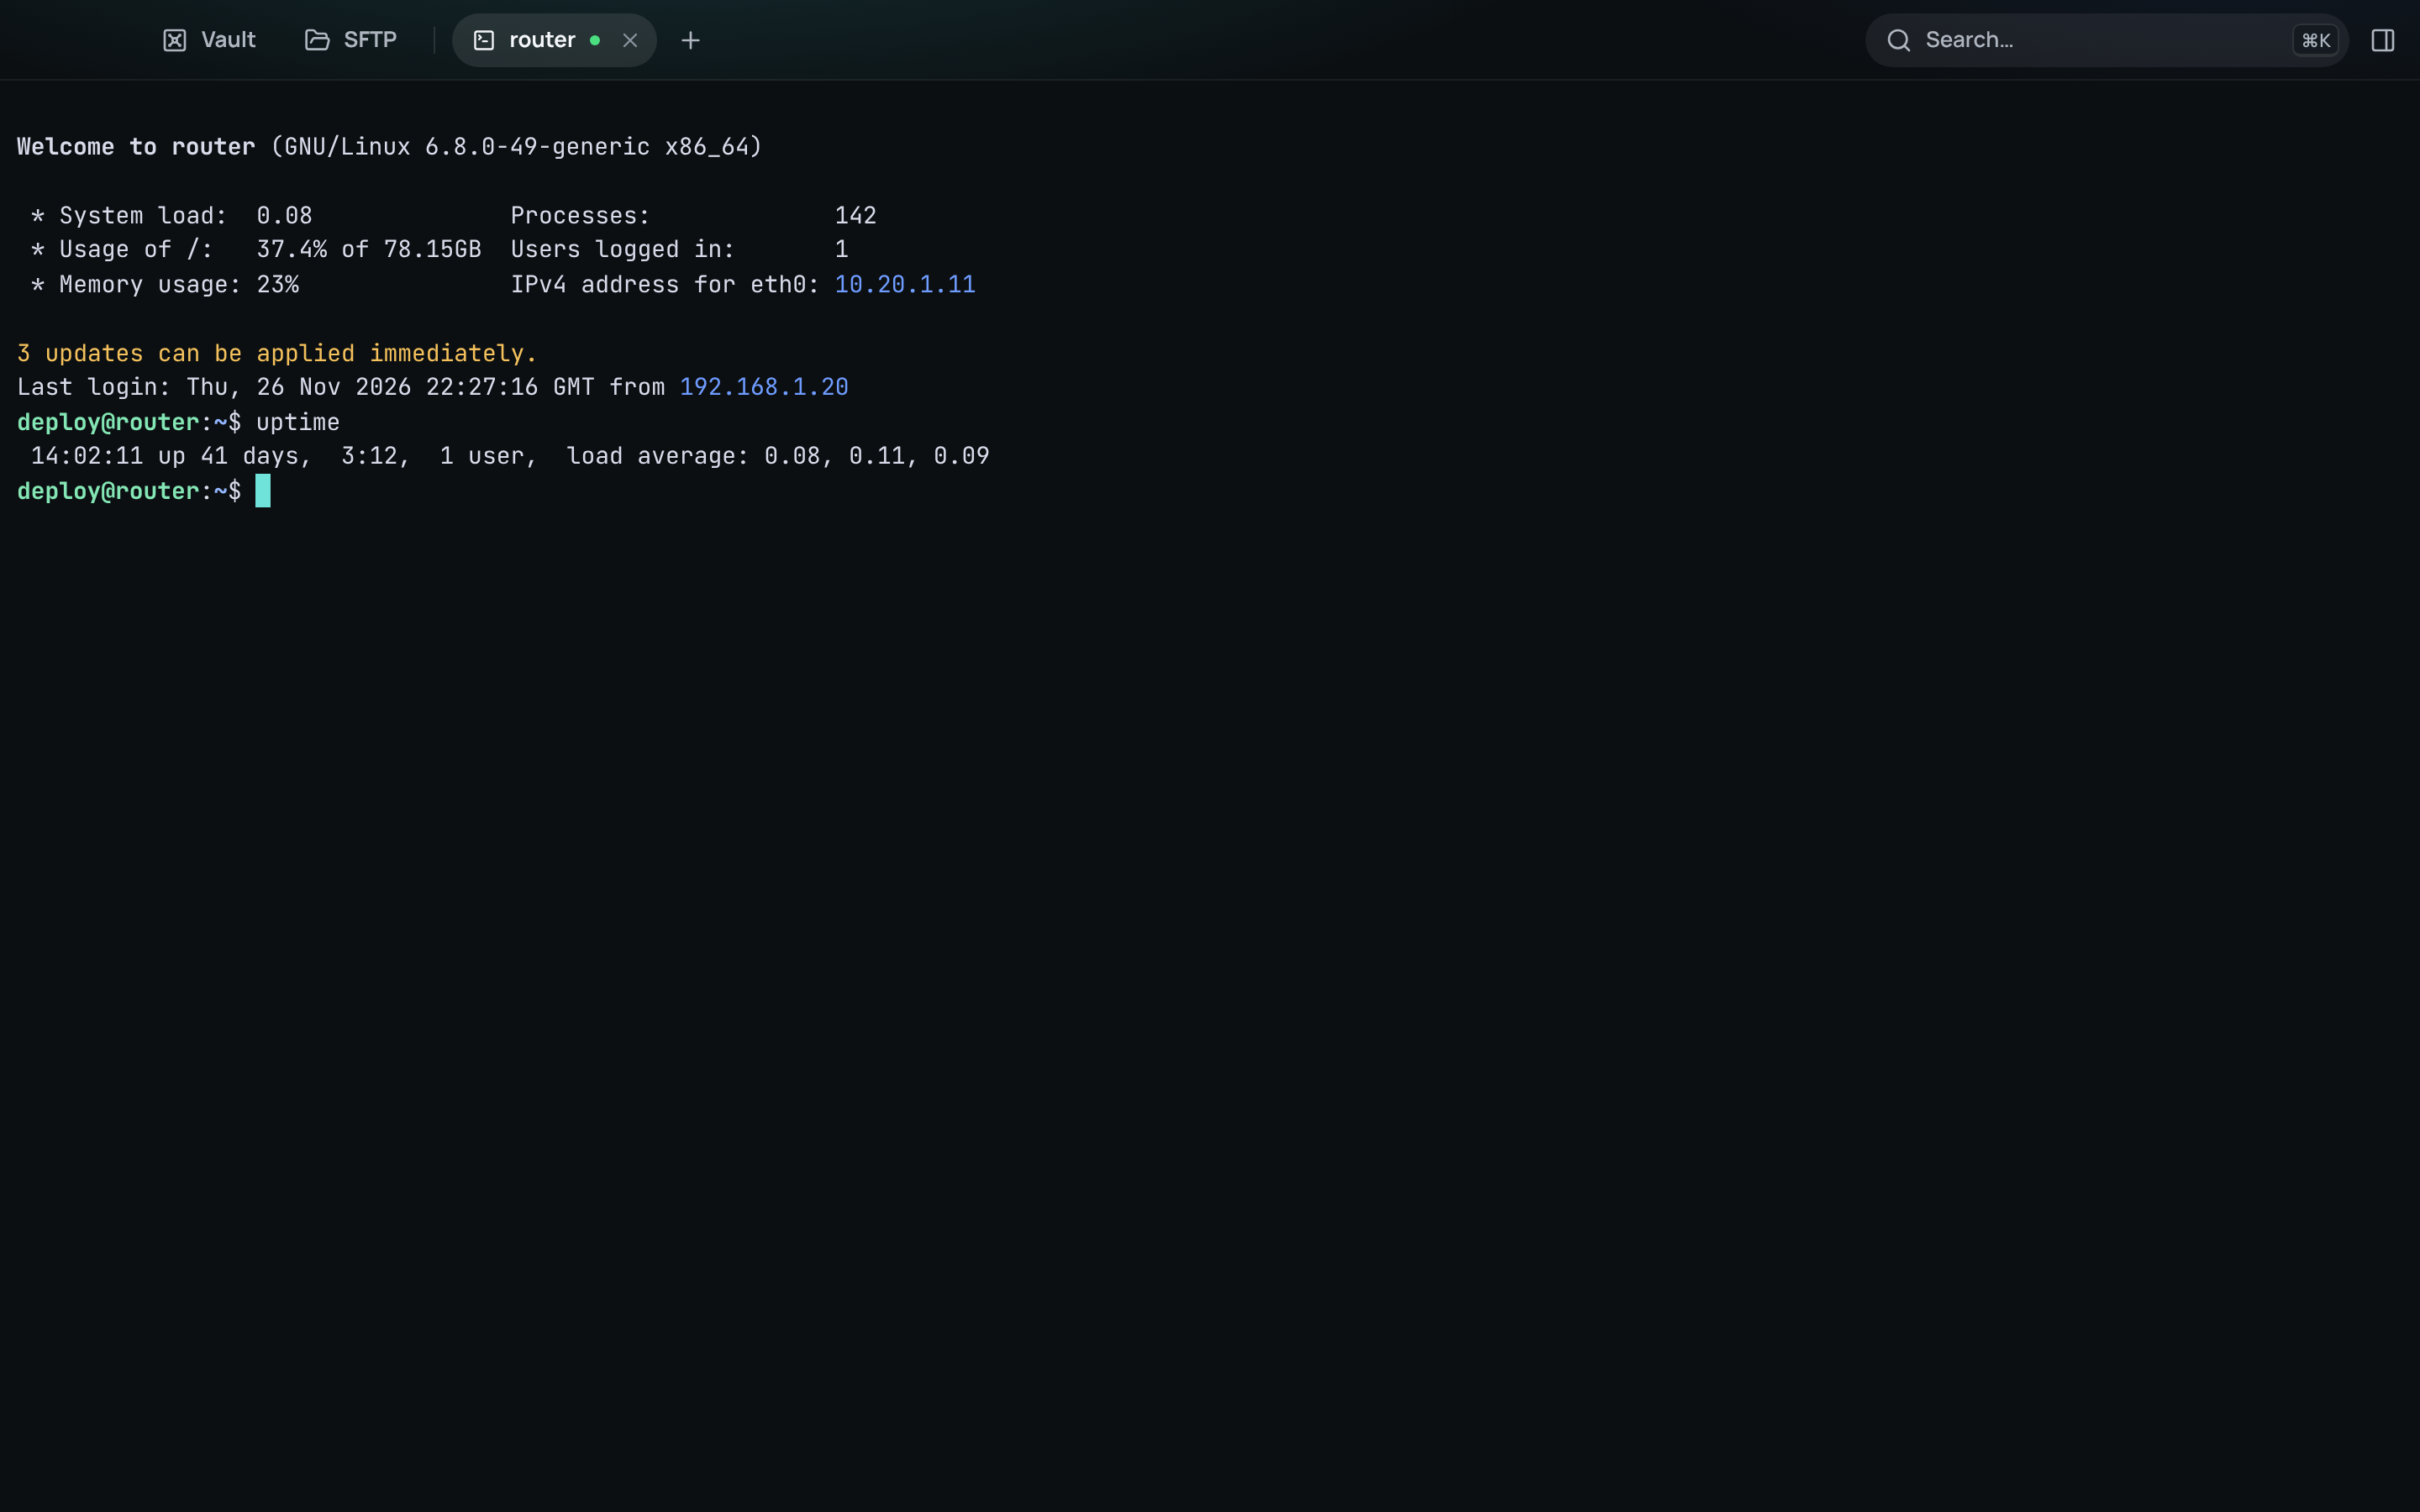 Vault SFTP router Search... ⌘K
Welcome to router (GNU/Linux 6.8.0-49-generic x86_64)
* System load:  0.08              Processes:             142
* Usage of /:   37.4% of 78.15GB  Users logged in:       1
* Memory usage: 23%               IPv4 address for eth0: 10.20.1.11
3 updates can be applied immediately.
Last login: Thu, 26 Nov 2026 22:27:16 GMT from 192.168.1.20
deploy@router:~$ uptime
14:02:11 up 41 days,  3:12,  1 user,  load average: 0.08, 0.11, 0.09
deploy@router:~$